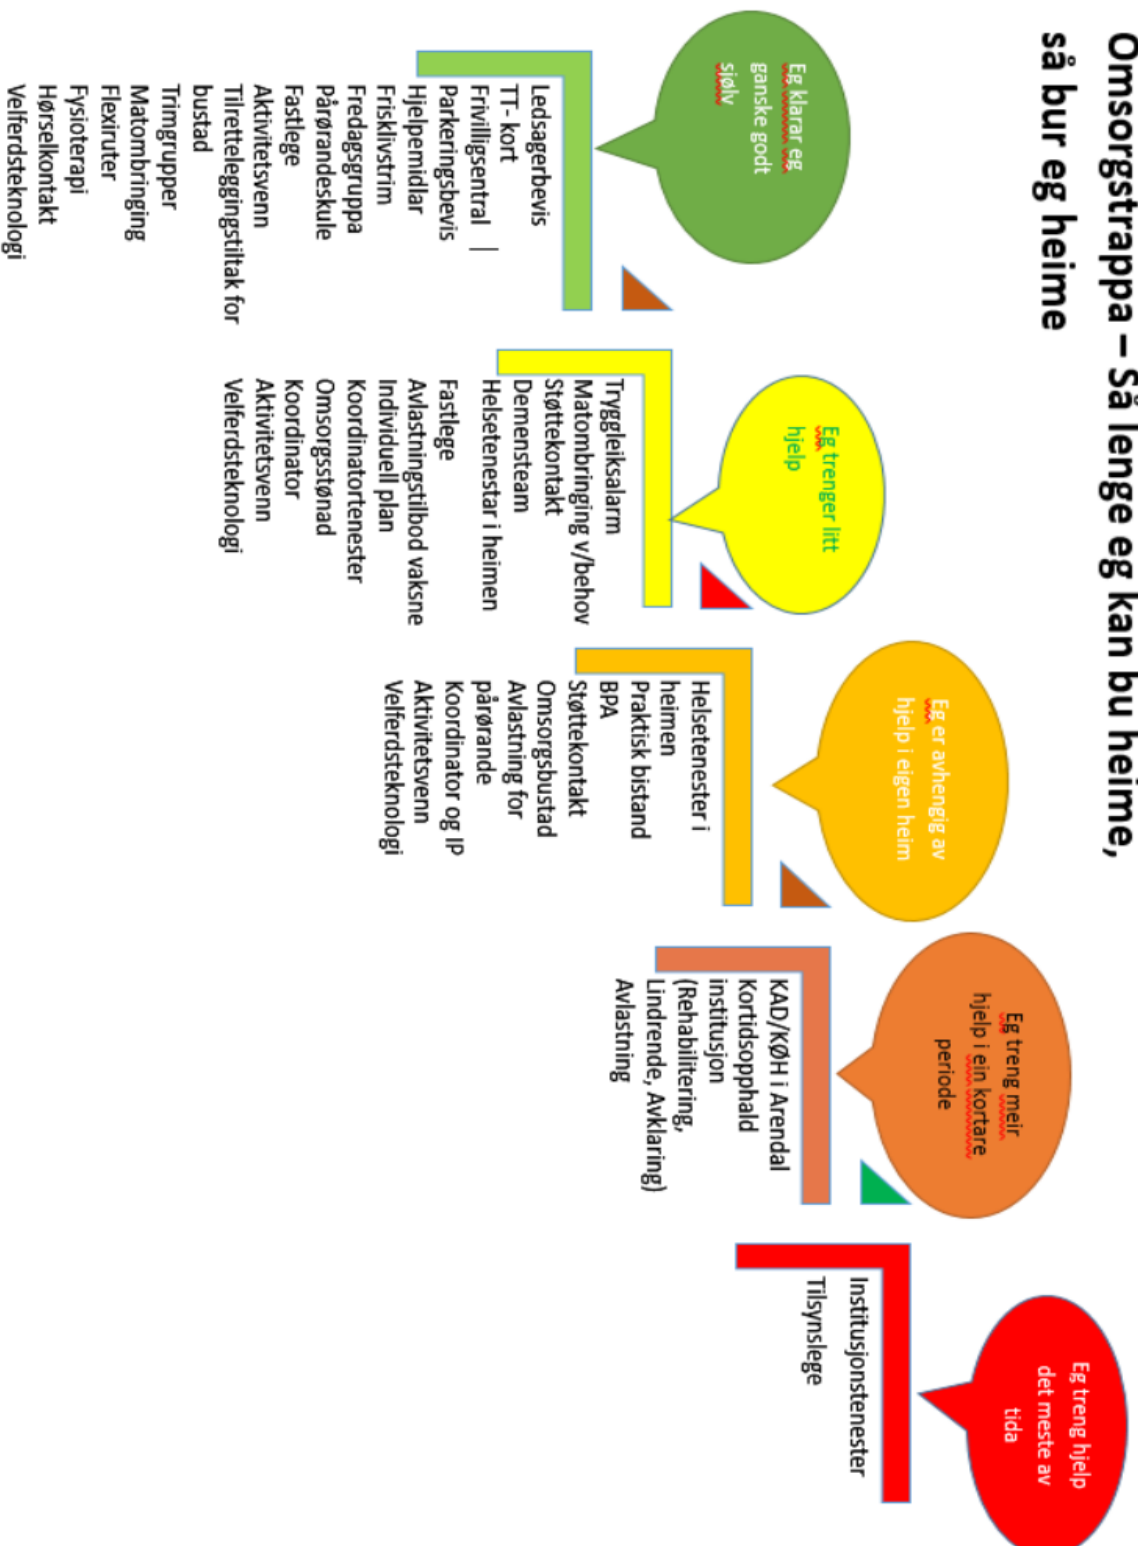 Omsorgstrappa – Så lenge eg kan bu heime,
så bur eg heime
Eg klarar eg
ganske godt
sjølv
Ledsagerbevis
TT- kort
Frivilligsentral
Parkeringsbevis
Hjelpemidlar
Frisklivstrim
Fredagsgruppa
Pårørandeskule
Fastlege
Aktivitetsvenn
Tilretteleggingstiltak for
bustad
Trimgrupper
Matombringing
Flexiruter
Fysioterapi
Hørselkontakt
Velferdsteknologi
Eg trenger litt
hjelp
Tryggleiksalarm
Matombringing v/behov
Støttekontakt
Demensteam
Helsetenestar i heimen
Fastlege
Avlastningstilbod vaksne
Individuell plan
Koordinatortenester
Omsorgsstønad
Koordinator
Aktivitetsvenn
Velferdsteknologi
Eg er avhengig av
hjelp i eigen heim
Helsetenester i
heimen
Praktisk bistand
BPA
Støttekontakt
Omsorgsbustad
Avlastning for
pårørande
Koordinator og IP
Aktivitetsvenn
Velferdsteknologi
Eg treng meir
hjelp i ein kortare
periode
KAD/KØH i Arendal
Kortidsopphald
institusjon
(Rehabilitering,
Lindrende, Avklaring)
Avlastning
Eg treng hjelp
det meste av
tida
Institusjonstenester
Tilsynslege